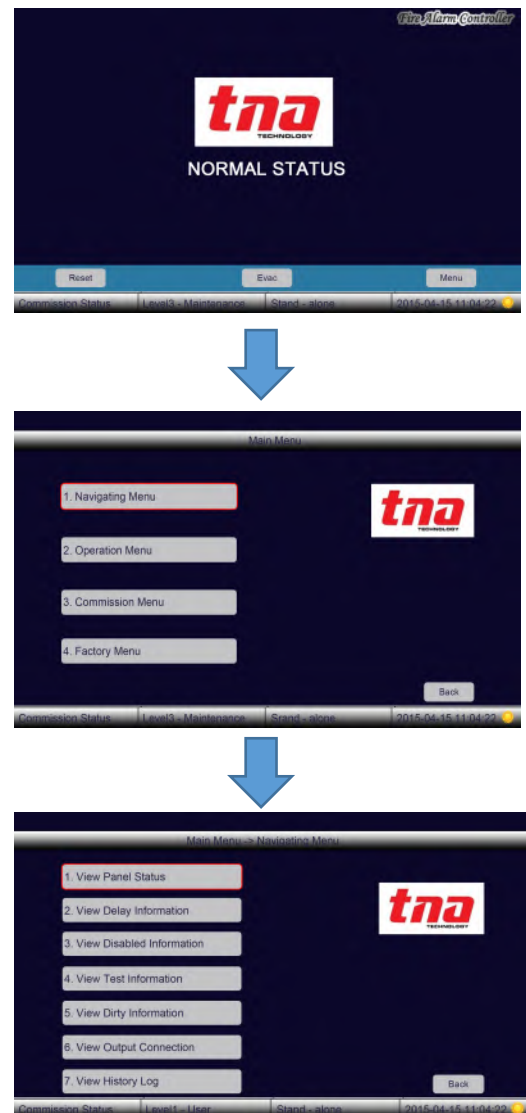 Fire Alarm Controller
tna
TECHNOLOGY
NORMAL STATUS
Reset Evac Menu
Commission Status Level3 - Maintenance Stand - alone 2015-04-15 11:04:22
Main Menu
1. Navigating Menu
tna
TECHNOLOGY
2. Operation Menu
3. Commission Menu
4. Factory Menu
Back
Commission Status Level3 - Maintenance Srand - alone 2015-04-15 11:04:22
Main Menu -> Navigating Menu
1. View Panel Status
tna
TECHNOLOGY
2. View Delay Information
3. View Disabled Information
4. View Test Information
5. View Dirty Information
6. View Output Connection
7. View History Log
Back
Commission Status Level1 - User Stand - alone 2015-04-15 11:04:22